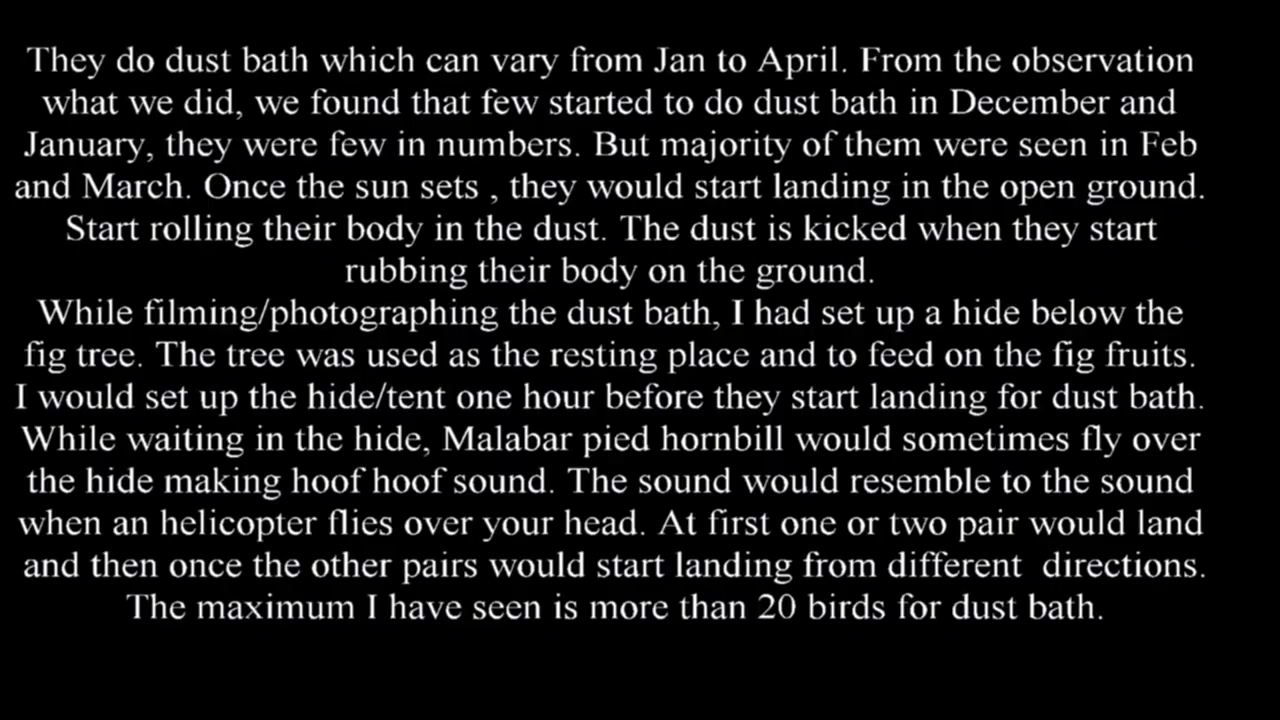 They do dust bath which can vary from Jan to April. From the observation
what we did, we found that few started to do dust bath in December and
January, they were few in numbers. But majority of them were seen in Feb
and March. Once the sun sets , they would start landing in the open ground.
Start rolling their body in the dust. The dust is kicked when they start
rubbing their body on the ground.
While filming/photographing the dust bath, I had set up a hide below the
fig tree. The tree was used as the resting place and to feed on the fig fruits.
I would set up the hide/tent one hour before they start landing for dust bath.
While waiting in the hide, Malabar pied hornbill would sometimes fly over
the hide making hoof hoof sound. The sound would resemble to the sound
when an helicopter flies over your head. At first one or two pair would land
and then once the other pairs would start landing from different  directions.
The maximum I have seen is more than 20 birds for dust bath.